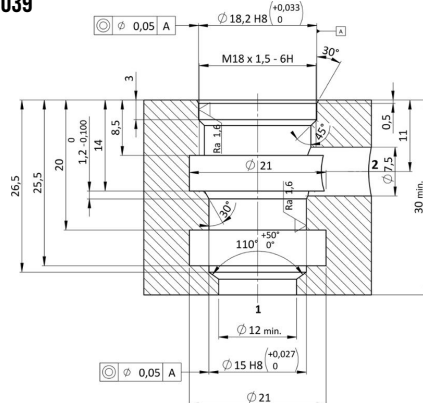 039
⌀ 0,05 A
⌀ 18,2 H8 (+0,033 0)
A
M18 x 1,5 - 6H
30°
3
8,5
14
1,2 0 -0,100
20
25,5
26,5
Ra 1,6
45°
0,5
11
2
⌀ 7,5
30 min.
⌀ 21
Ra 1,6
30°
110° +50° 0°
1
⌀ 12 min.
⌀ 0,05 A
⌀ 15 H8 (+0,027 0)
⌀ 21